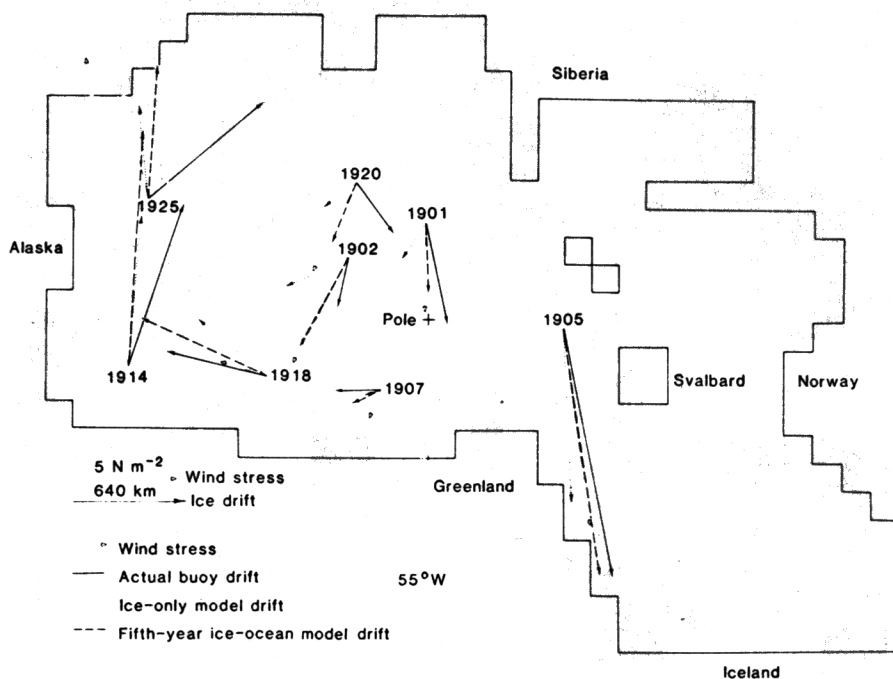 Siberia
1920
1925
1901
Alaska
1902
Pole
1905
1914
1918
1907
Svalbard
Norway
5 N m⁻²
Wind stress
640 km
Ice drift
Greenland
Wind stress
Actual buoy drift
55°W
Ice-only model drift
Fifth-year ice-ocean model drift
Iceland